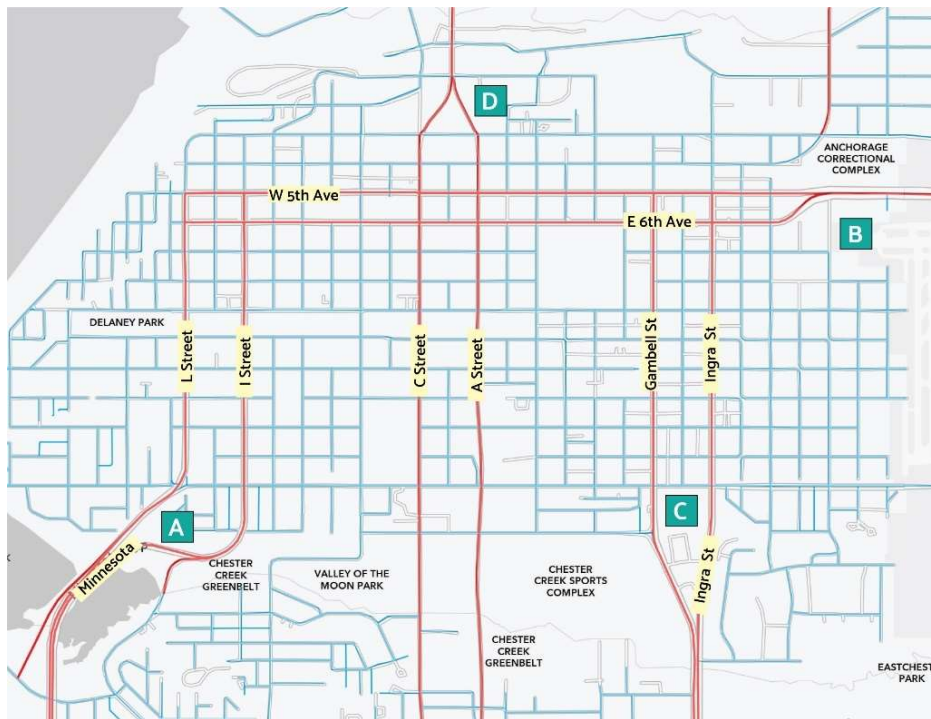 D
ANCHORAGE
CORRECTIONAL
COMPLEX
W 5th Ave
E 6th Ave
B
DELANEY PARK
L Street
I Street
C Street
A Street
Gambell St
Ingra St
A
C
Minnesota
CHESTER
CREEK
GREENBELT
VALLEY OF THE
MOON PARK
CHESTER
CREEK SPORTS
COMPLEX
Ingra St
CHESTER
CREEK
GREENBELT
EASTCHEST
PARK